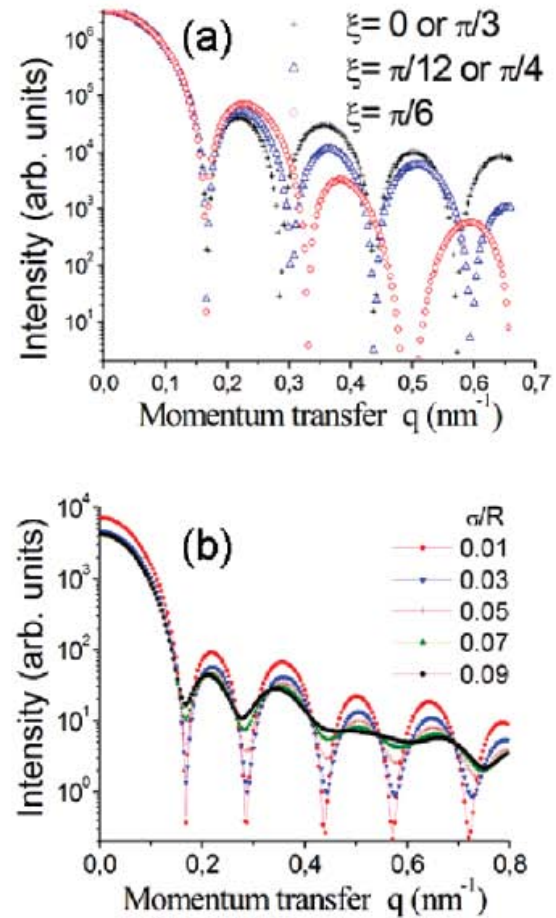 (a)
ξ= 0 or π/3
ξ= π/12 or π/4
ξ= π/6
Intensity (arb. units)
10⁶
10⁵
10⁴
10³
10²
10¹
0,0 0,1 0,2 0,3 0,4 0,5 0,6 0,7
Momentum transfer q (nm⁻¹)
(b)
σ/R
0.01
0.03
0.05
0.07
0.09
Intensity (arb. units)
10⁴
10³
10²
10¹
10⁰
0,0 0,2 0,4 0,6 0,8
Momentum transfer q (nm⁻¹)